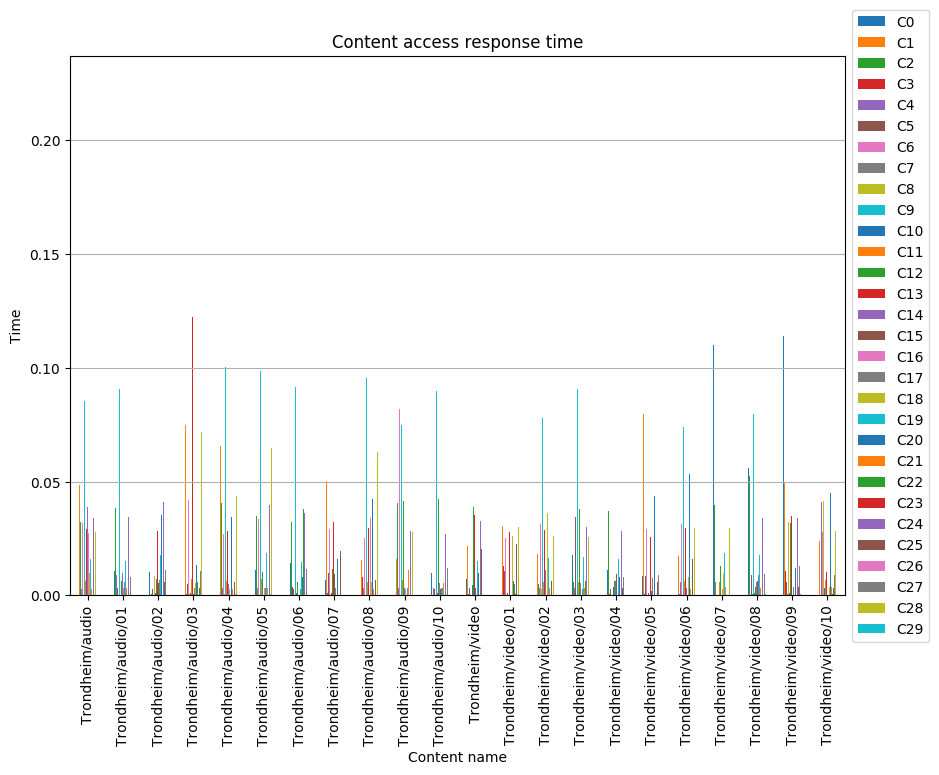 Content access response time
Time
0.20
0.15
0.10
0.05
0.00
Trondheim/audio
Trondheim/audio/01
Trondheim/audio/02
Trondheim/audio/03
Trondheim/audio/04
Trondheim/audio/05
Trondheim/audio/06
Trondheim/audio/07
Trondheim/audio/08
Trondheim/audio/09
Trondheim/audio/10
Trondheim/video
Trondheim/video/01
Trondheim/video/02
Trondheim/video/03
Trondheim/video/04
Trondheim/video/05
Trondheim/video/06
Trondheim/video/07
Trondheim/video/08
Trondheim/video/09
Trondheim/video/10
Content name
C0
C1
C2
C3
C4
C5
C6
C7
C8
C9
C10
C11
C12
C13
C14
C15
C16
C17
C18
C19
C20
C21
C22
C23
C24
C25
C26
C27
C28
C29